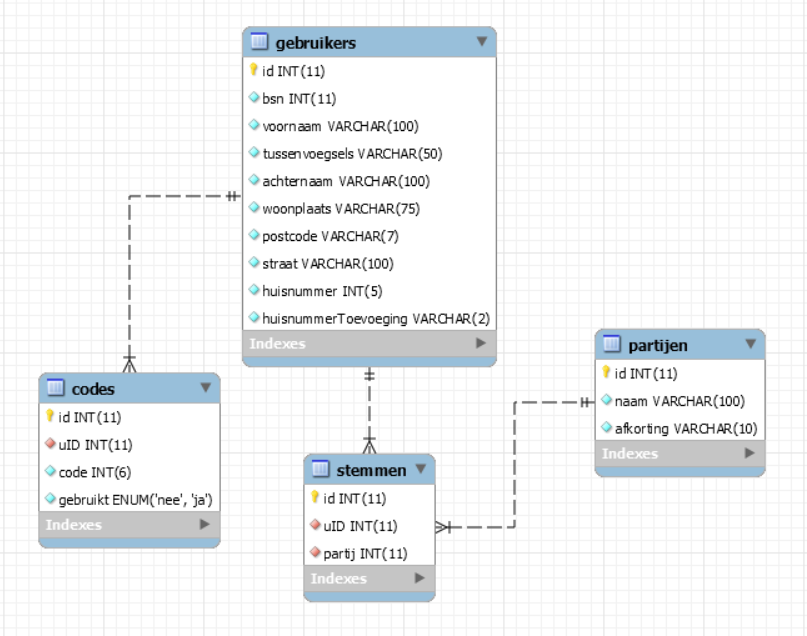 gebruikers
id INT(11)
bsn INT(11)
voornaam VARCHAR(100)
tussenvoegsels VARCHAR(50)
achternaam VARCHAR(100)
woonplaats VARCHAR(75)
postcode VARCHAR(7)
straat VARCHAR(100)
huisnummer INT(5)
huisnummerToevoeging VARCHAR(2)
Indexes
codes
id INT(11)
uID INT(11)
code INT(6)
gebruikt ENUM('nee', 'ja')
Indexes
stemmen
id INT(11)
uID INT(11)
partij INT(11)
Indexes
partijen
id INT(11)
naam VARCHAR(100)
afkorting VARCHAR(10)
Indexes